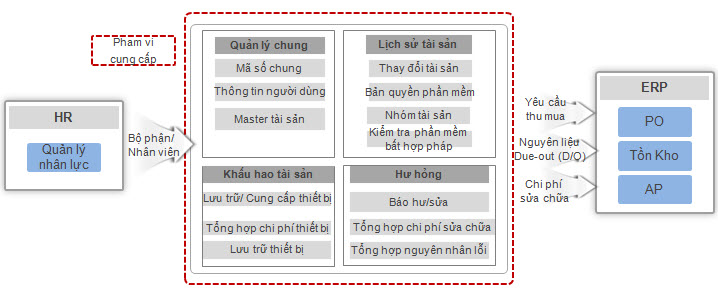 Phạm vi
cung cấp
HR
Quản lý
nhân lực
Bộ phận/
Nhân viên
Quản lý chung
Mã số chung
Thông tin người dùng
Master tài sản
Lịch sử tài sản
Thay đổi tài sản
Bản quyền phần mềm
Nhóm tài sản
Kiểm tra phần mềm
bất hợp pháp
Khấu hao tài sản
Lưu trữ/ Cung cấp thiết bị
Tổng hợp chi phí thiết bị
Lưu trữ thiết bị
Hư hỏng
Báo hư/sửa
Tổng hợp chi phí sửa chữa
Tổng hợp nguyên nhân lỗi
Yêu cầu
thu mua
Nguyên liệu
Due-out (D/O)
Chi phí
sửa chữa
ERP
PO
Tồn Kho
AP